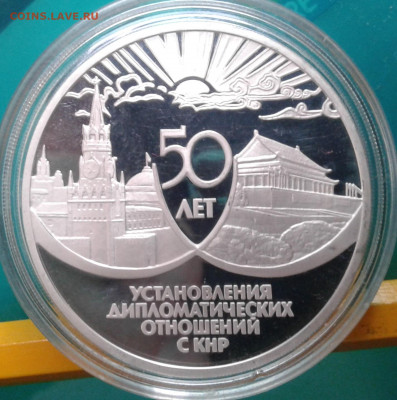 COINS.LAVE.RU
50
ЛЕТ
УСТАНОВЛЕНИЯ
ДИПЛОМАТИЧЕСКИХ
ОТНОШЕНИЙ
С КНР